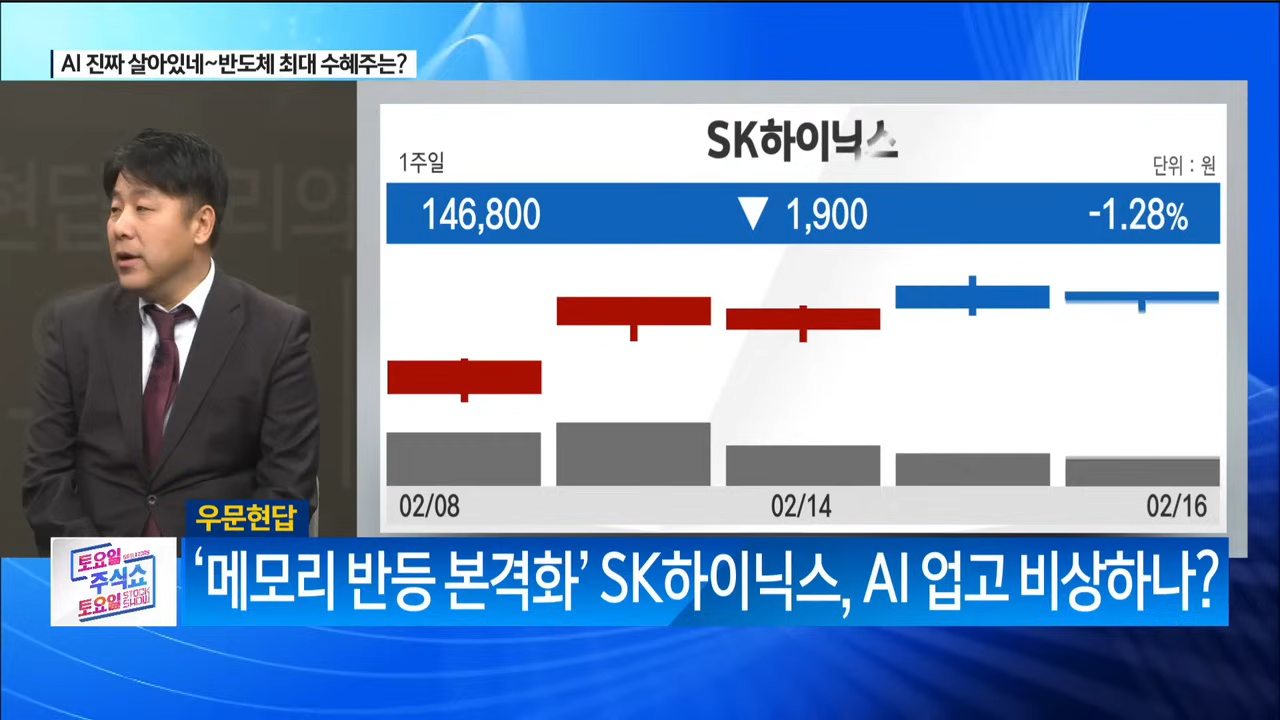 AI 진짜 살아있네~반도체 최대 수혜주는?
SK하이닉스
1주일
단위 : 원
146,800 ▼ 1,900 -1.28%
02/08 02/14 02/16
우문현답
토요일
주식쇼
토요일
STOCK
SHOW
‘메모리 반등 본격화’ SK하이닉스, AI 업고 비상하나?